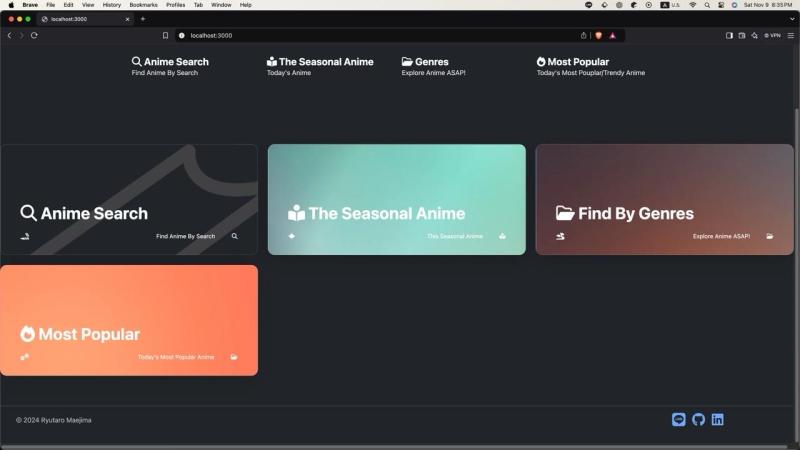 Brave File Edit View History Bookmarks Profiles Tab Window Help
U.S. Sat Nov 9 8:35 PM
localhost:3000
localhost:3000
VPN
Anime Search The Seasonal Anime Genres Most Popular
Find Anime By Search Today's Anime Explore Anime ASAP! Today's Most Pouplar/Trendy Anime
Anime Search The Seasonal Anime Find By Genres
Find Anime By Search This Seasonal Anime Explore Anime ASAP!
Most Popular
Today's Most Popular Anime
© 2024 Ryutaro Maejima